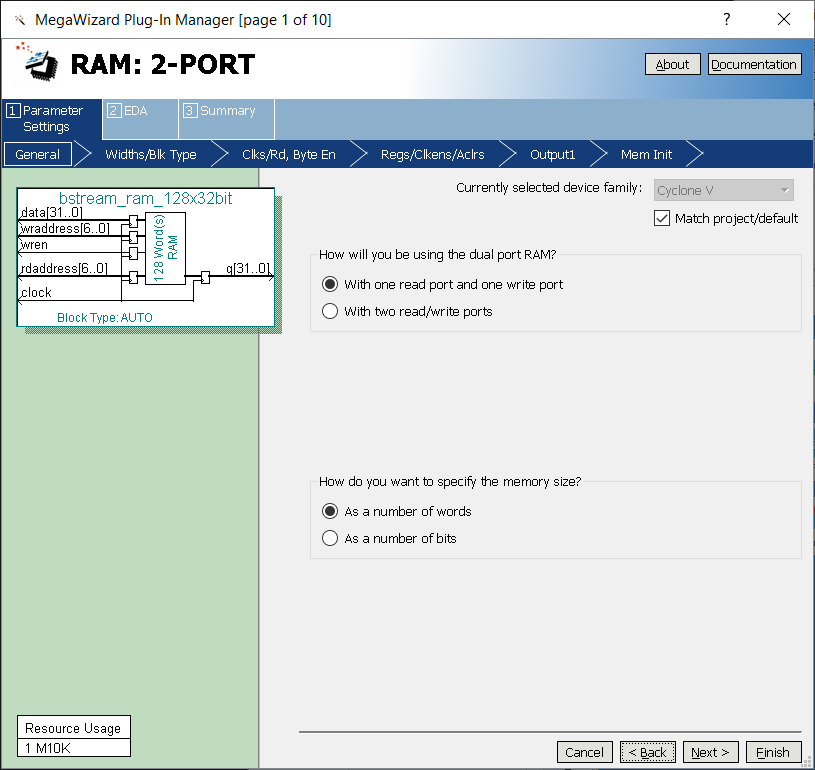 MegaWizard Plug-In Manager [page 1 of 10]
?
RAM: 2-PORT
About
Documentation
1 Parameter Settings
2 EDA
3 Summary
General
Widths/Blk Type
Clks/Rd, Byte En
Regs/Clkens/Aclrs
Output1
Mem Init
bstream_ram_128x32bit
data[31..0]
wraddress[6..0]
wren
rdaddress[6..0]
clock
128 Word(s)
RAM
q[31..0]
Block Type: AUTO
Currently selected device family:
Cyclone V
Match project/default
How will you be using the dual port RAM?
With one read port and one write port
With two read/write ports
How do you want to specify the memory size?
As a number of words
As a number of bits
Resource Usage
1 M10K
Cancel
< Back
Next >
Finish